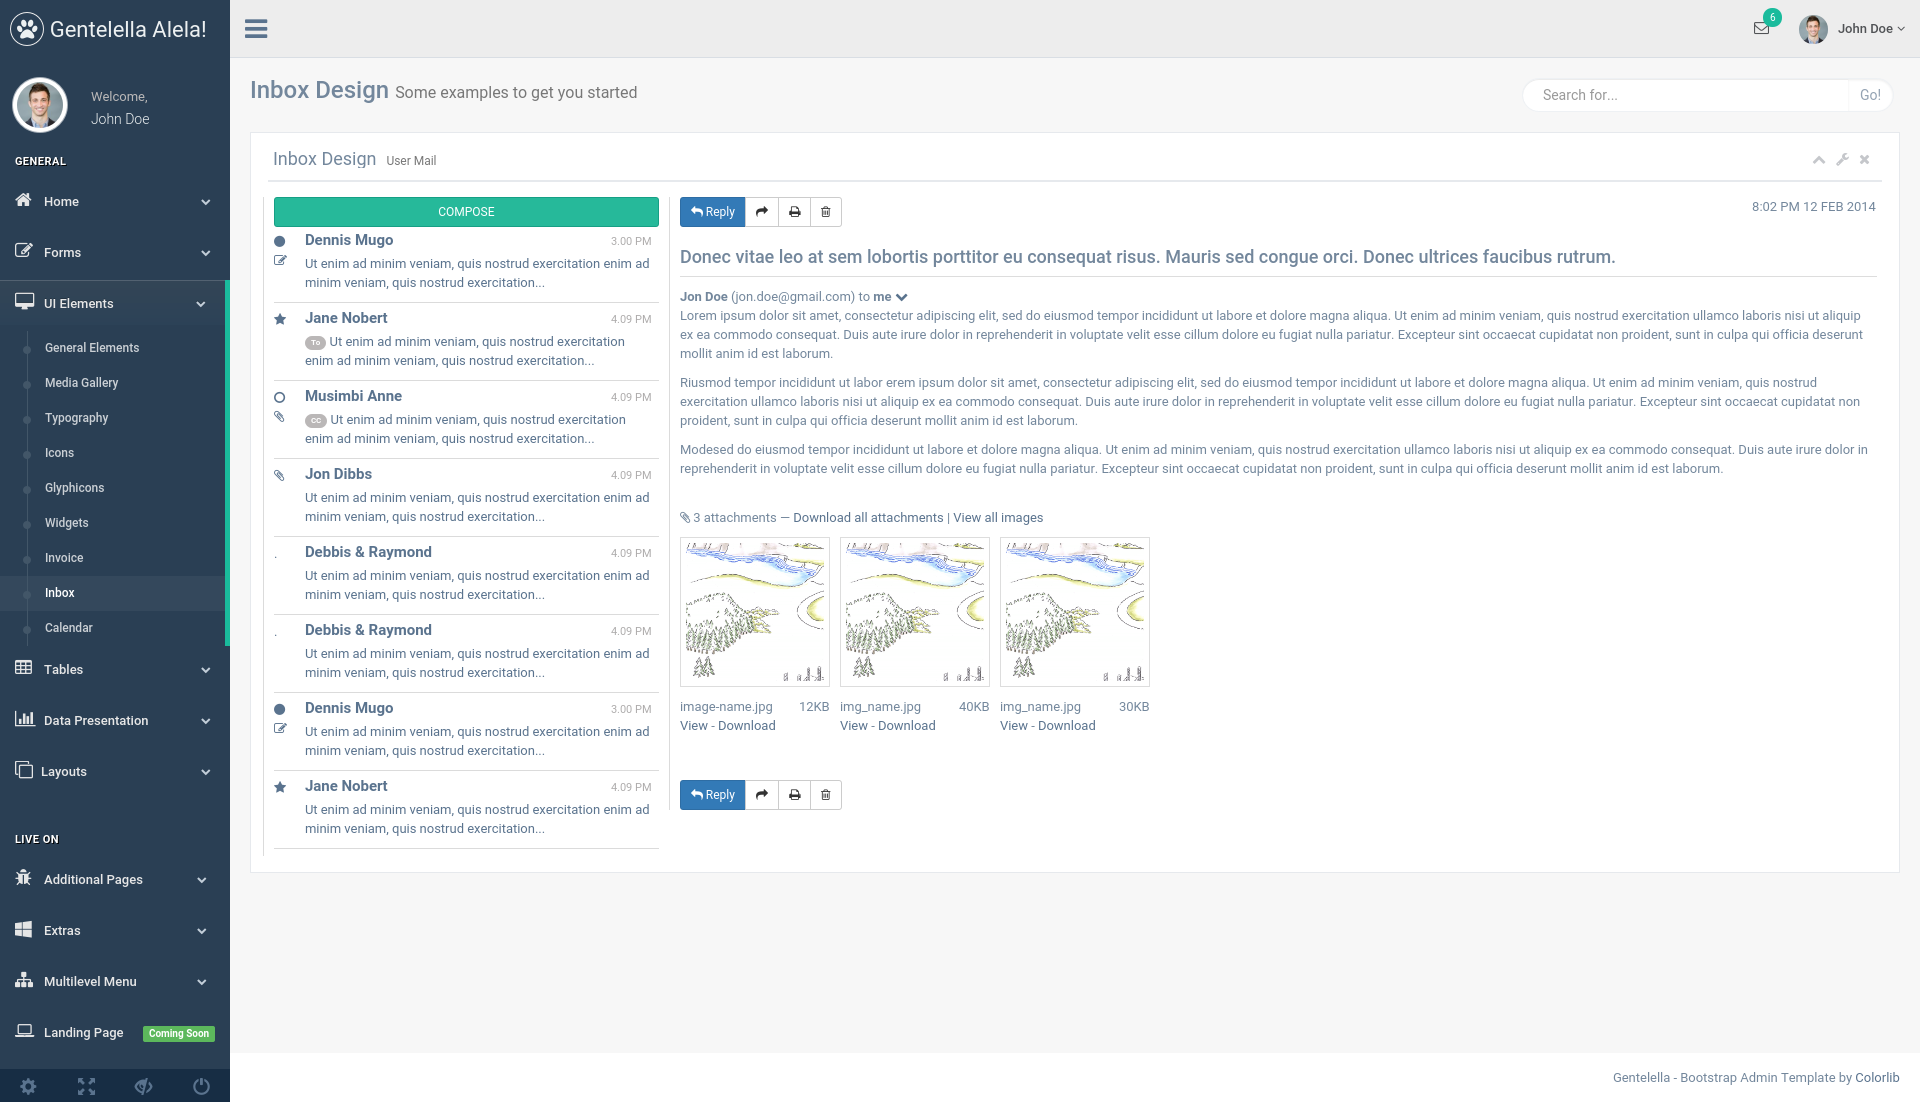 Gentelella Alela!
Welcome,
John Doe
GENERAL
Home
Forms
UI Elements
General Elements
Media Gallery
Typography
Icons
Glyphicons
Widgets
Invoice
Inbox
Calendar
Tables
Data Presentation
Layouts
LIVE ON
Additional Pages
Extras
Multilevel Menu
Landing Page Coming Soon
6
John Doe
Inbox Design Some examples to get you started
Search for... Go!
Inbox Design User Mail
COMPOSE
Dennis Mugo 3.00 PM
Ut enim ad minim veniam, quis nostrud exercitation enim ad
minim veniam, quis nostrud exercitation...
Jane Nobert 4.09 PM
To Ut enim ad minim veniam, quis nostrud exercitation
enim ad minim veniam, quis nostrud exercitation...
Musimbi Anne 4.09 PM
CC Ut enim ad minim veniam, quis nostrud exercitation
enim ad minim veniam, quis nostrud exercitation...
Jon Dibbs 4.09 PM
Ut enim ad minim veniam, quis nostrud exercitation enim ad
minim veniam, quis nostrud exercitation...
. Debbis & Raymond 4.09 PM
Ut enim ad minim veniam, quis nostrud exercitation enim ad
minim veniam, quis nostrud exercitation...
. Debbis & Raymond 4.09 PM
Ut enim ad minim veniam, quis nostrud exercitation enim ad
minim veniam, quis nostrud exercitation...
Dennis Mugo 3.00 PM
Ut enim ad minim veniam, quis nostrud exercitation enim ad
minim veniam, quis nostrud exercitation...
Jane Nobert 4.09 PM
Ut enim ad minim veniam, quis nostrud exercitation enim ad
minim veniam, quis nostrud exercitation...
Reply 8:02 PM 12 FEB 2014
Donec vitae leo at sem lobortis porttitor eu consequat risus. Mauris sed congue orci. Donec ultrices faucibus rutrum.
Jon Doe (jon.doe@gmail.com) to me
Lorem ipsum dolor sit amet, consectetur adipiscing elit, sed do eiusmod tempor incididunt ut labore et dolore magna aliqua. Ut enim ad minim veniam, quis nostrud exercitation ullamco laboris nisi ut aliquip
ex ea commodo consequat. Duis aute irure dolor in reprehenderit in voluptate velit esse cillum dolore eu fugiat nulla pariatur. Excepteur sint occaecat cupidatat non proident, sunt in culpa qui officia deserunt
mollit anim id est laborum.
Riusmod tempor incididunt ut labor erem ipsum dolor sit amet, consectetur adipiscing elit, sed do eiusmod tempor incididunt ut labore et dolore magna aliqua. Ut enim ad minim veniam, quis nostrud
exercitation ullamco laboris nisi ut aliquip ex ea commodo consequat. Duis aute irure dolor in reprehenderit in voluptate velit esse cillum dolore eu fugiat nulla pariatur. Excepteur sint occaecat cupidatat non
proident, sunt in culpa qui officia deserunt mollit anim id est laborum.
Modesed do eiusmod tempor incididunt ut labore et dolore magna aliqua. Ut enim ad minim veniam, quis nostrud exercitation ullamco laboris nisi ut aliquip ex ea commodo consequat. Duis aute irure dolor in
reprehenderit in voluptate velit esse cillum dolore eu fugiat nulla pariatur. Excepteur sint occaecat cupidatat non proident, sunt in culpa qui officia deserunt mollit anim id est laborum.
3 attachments — Download all attachments | View all images
image-name.jpg 12KB img_name.jpg 40KB img_name.jpg 30KB
View - Download View - Download View - Download
Reply
Gentelella - Bootstrap Admin Template by Colorlib